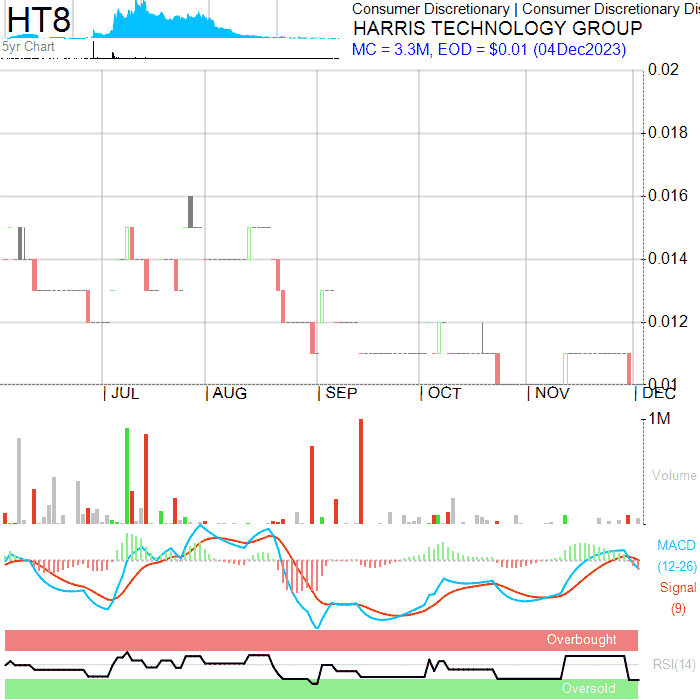 HT8
5yr Chart
Consumer Discretionary | Consumer Discretionary Dis
HARRIS TECHNOLOGY GROUP
MC = 3.3M, EOD = $0.01 (04Dec2023)
0.02
0.018
0.016
0.014
0.012
0.01
| JUL | AUG | SEP | OCT | NOV | DEC
1M
Volume
MACD
(12-26)
Signal
(9)
Overbought
RSI(14)
Oversold